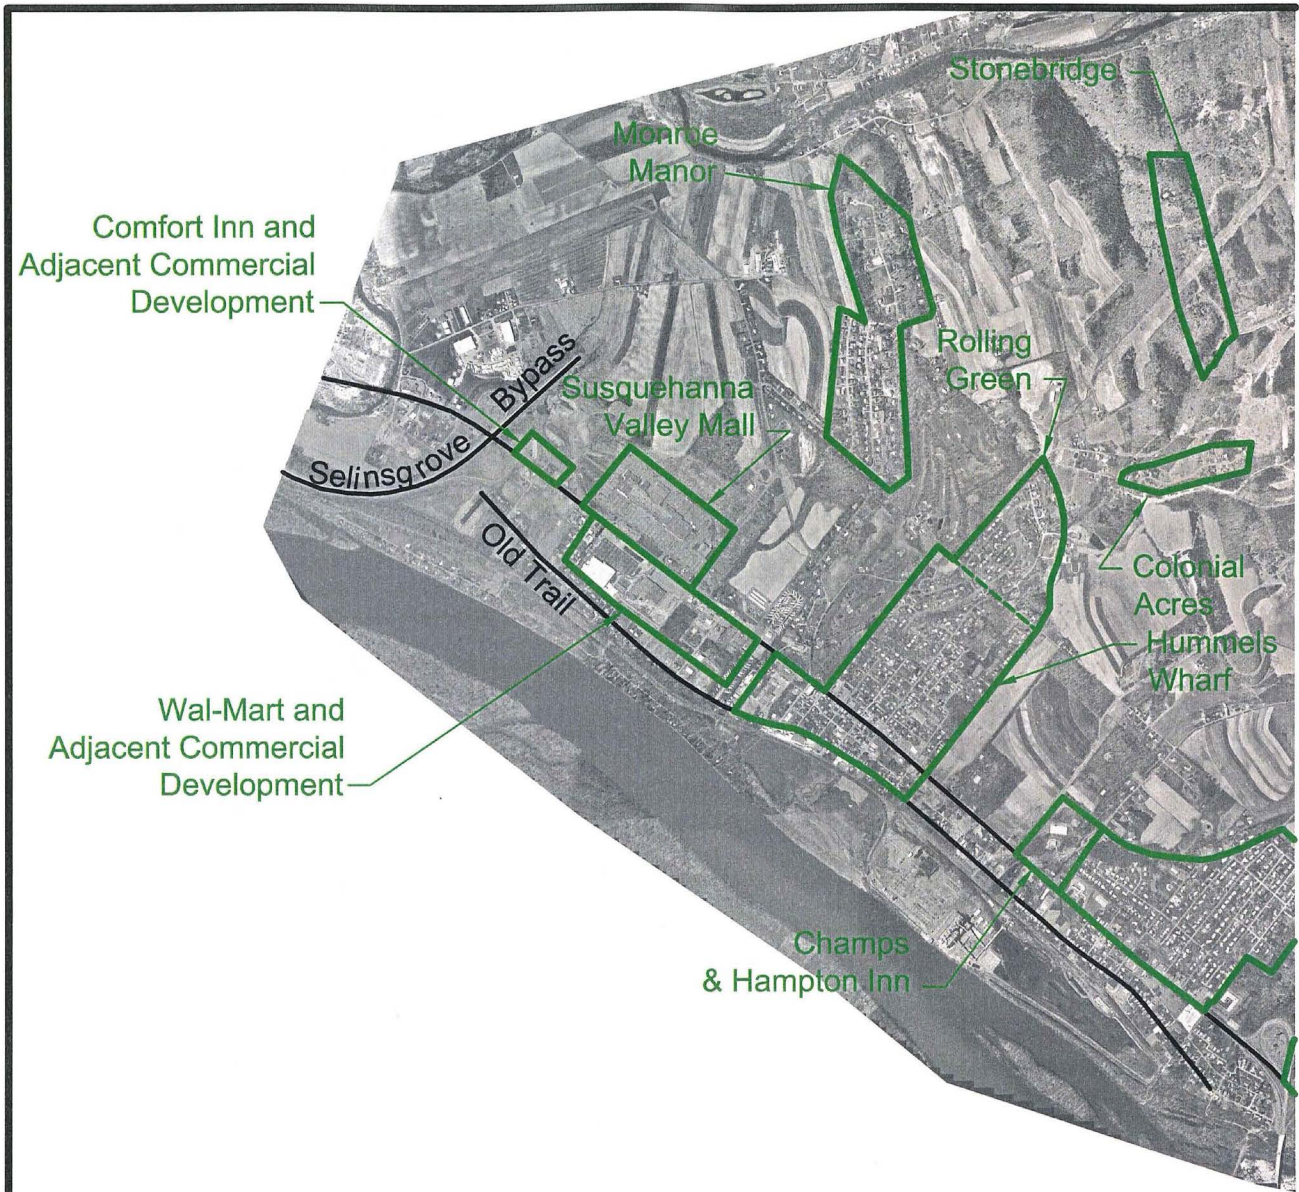 Stonebridge
Monroe
Manor
Comfort Inn and
Adjacent Commercial
Development
Rolling
Green
Bypass
Selinsgrove
Susquehanna
Valley Mall
Old Trail
Colonial
Acres
Hummels
Wharf
Wal-Mart and
Adjacent Commercial
Development
Champs
& Hampton Inn